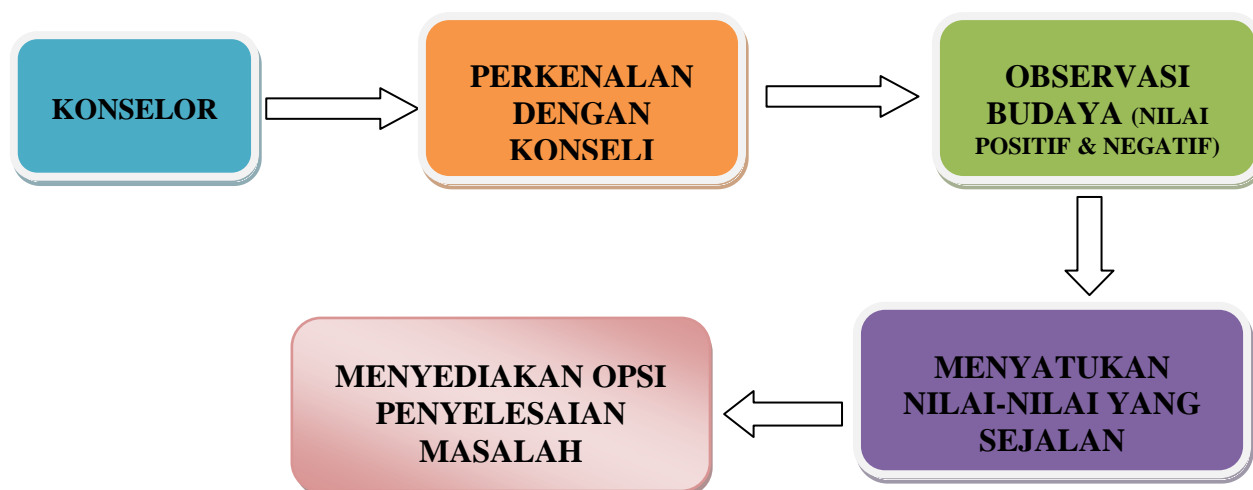 KONSELOR
PERKENALAN
DENGAN
KONSELI
OBSERVASI
BUDAYA (NILAI
POSITIF & NEGATIF)
MENYATUKAN
NILAI-NILAI YANG
SEJALAN
MENYEDIAKAN OPSI
PENYELESAIAN
MASALAH